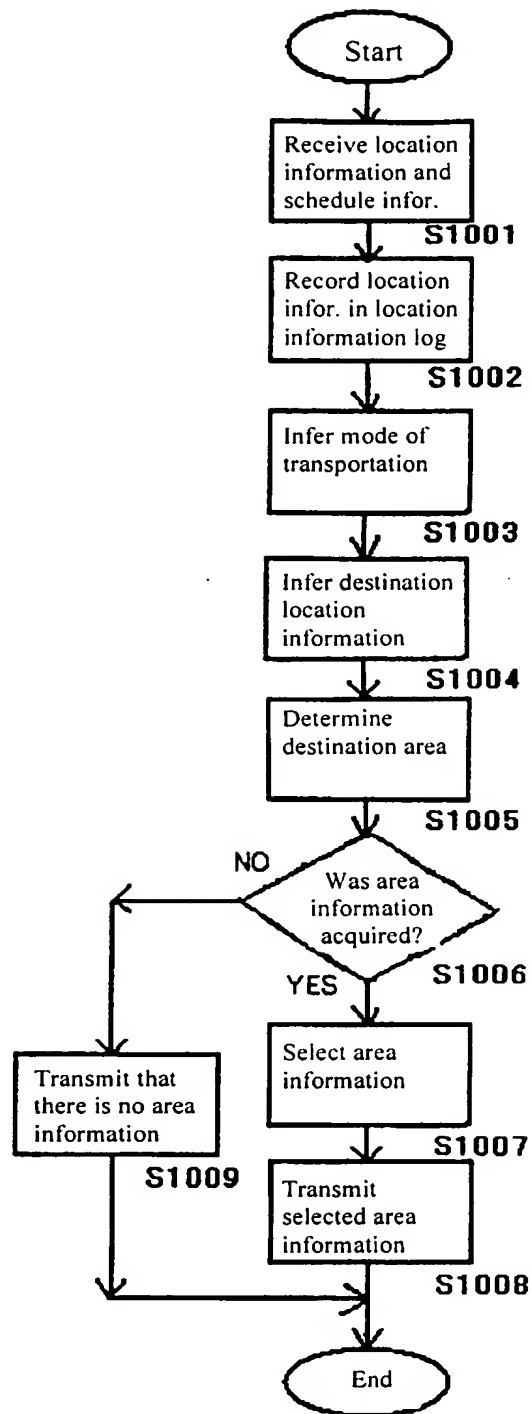 Start
Receive location
information and
schedule infor.
S1001
Record location
infor. in location
information log
S1002
Infer mode of
transportation
S1003
Infer destination
location
information
S1004
Determine
destination area
S1005
NO
Was area
information
acquired?
S1006
YES
Select area
information
S1007
Transmit that
there is no area
information
S1009
Transmit
selected area
information
S1008
End